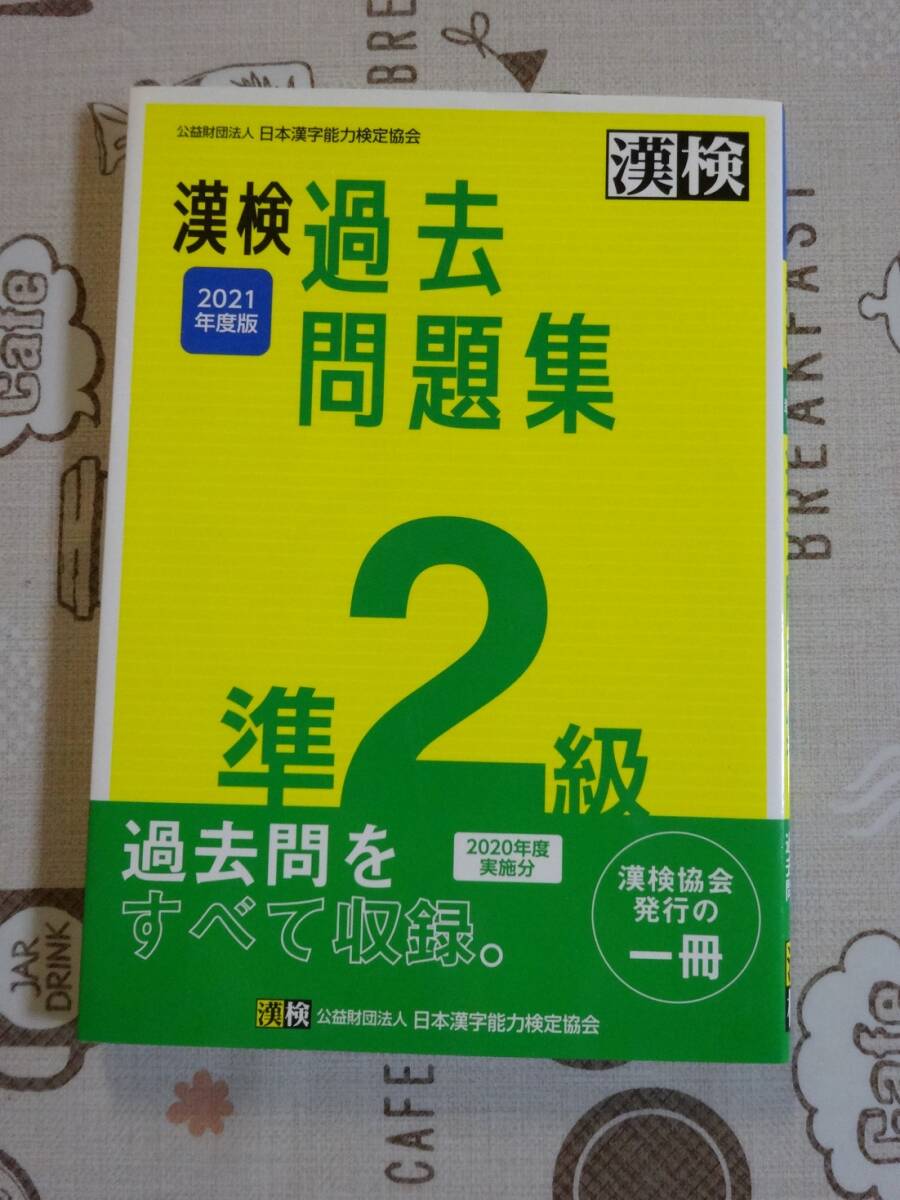 公益財団法人 日本漢字能力検定協会
漢検
漢検
過去
問題集
2021
年度版
準2級
過去問を
すべて収録。
2020年度
実施分
漢検協会
発行の
一冊
漢検 公益財団法人 日本漢字能力検定協会
Cafe
BREAKFAST
JAR
DRINK
CAFE
Cafe
BRE